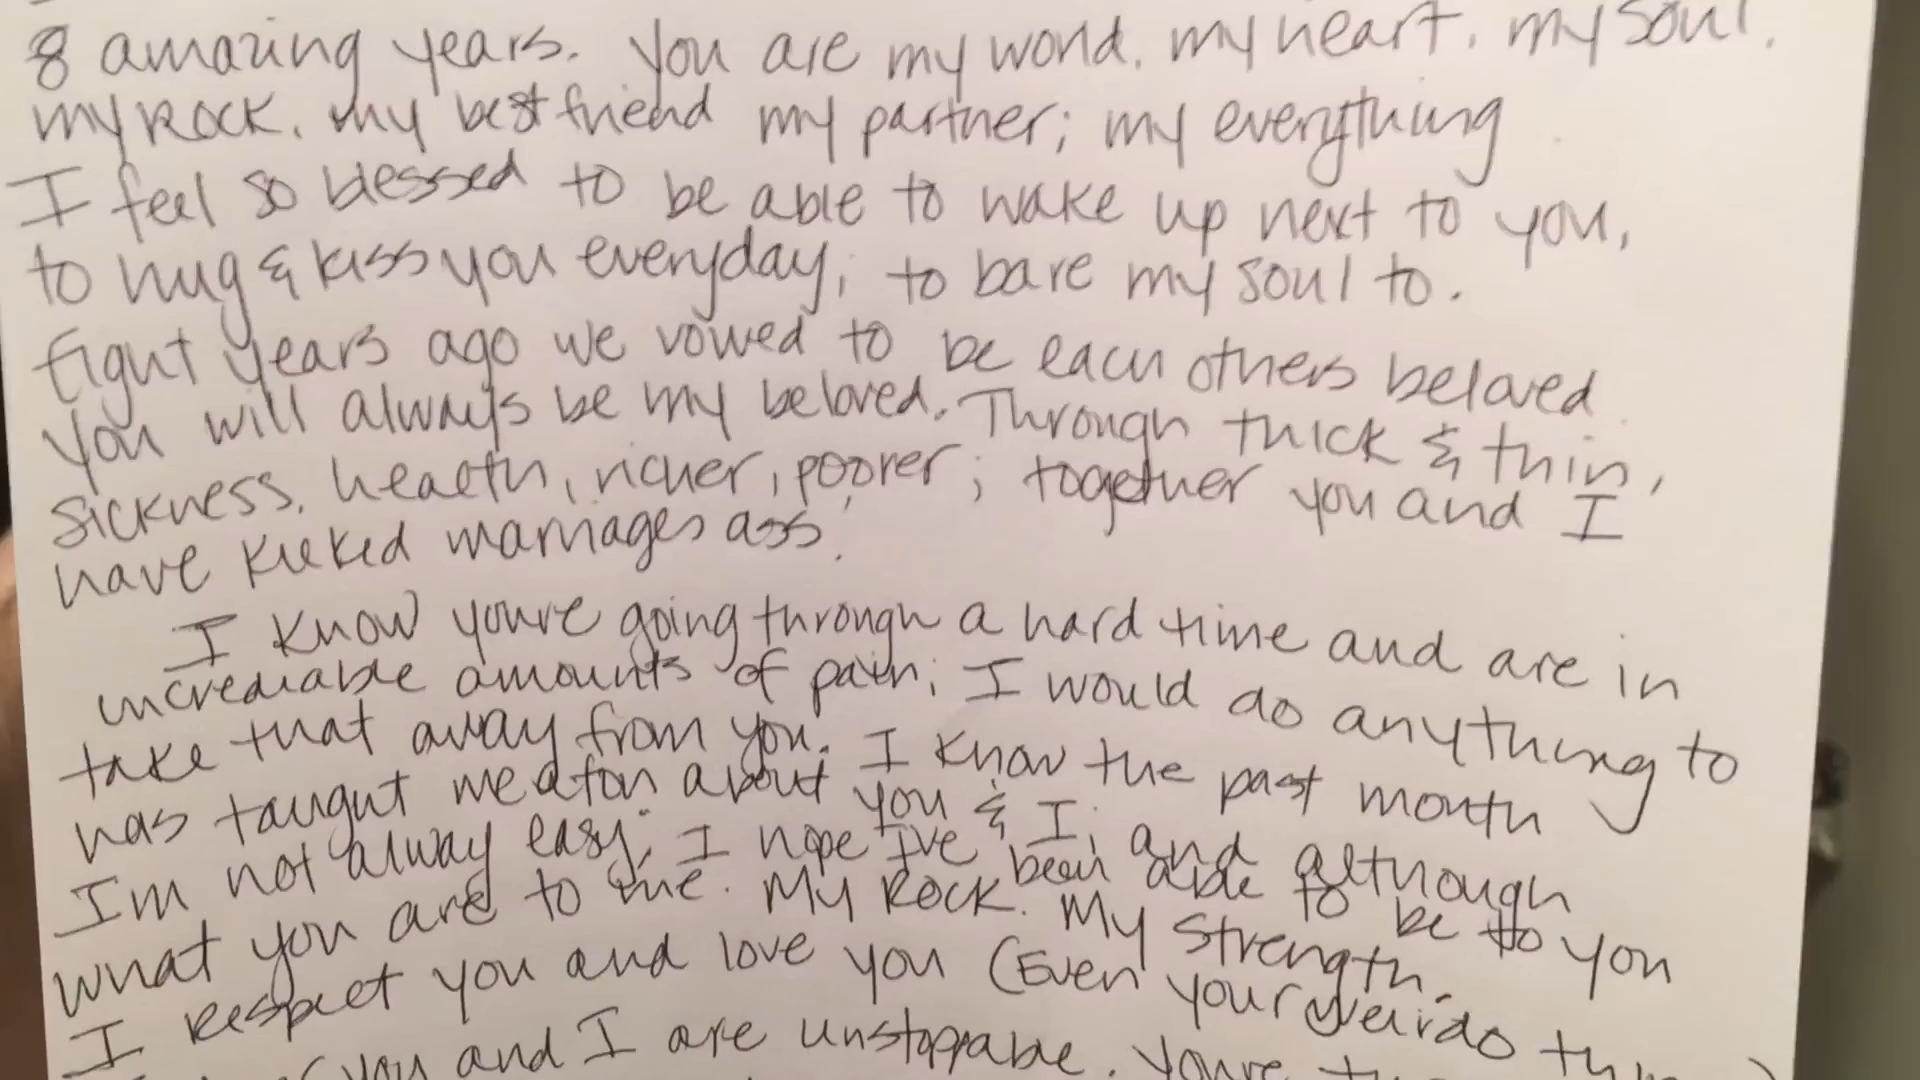 8 amazing years. You are my world. my heart. my soul.
my rock. my best friend my partner; my everything
I feel so blessed to be able to wake up next to you,
to hug & kiss you everyday; to bare my soul to.
Eight years ago we vowed to be each others beloved
You will always be my beloved. Through thick & thin,
sickness, health, richer, poorer; together you and I
have kicked marriages ass!
I know youre going through a hard time and are in
incrediable amounts of pain; I would do anything to
take that away from you. I know the past month
has taught me a ton about you & I; and although
Im not alway easy; I hope Ive been able to be to you
what you are to me. My Rock. My Strength.
I respect you and love you (Even your weirdo
you and I are unstoppable. Youre